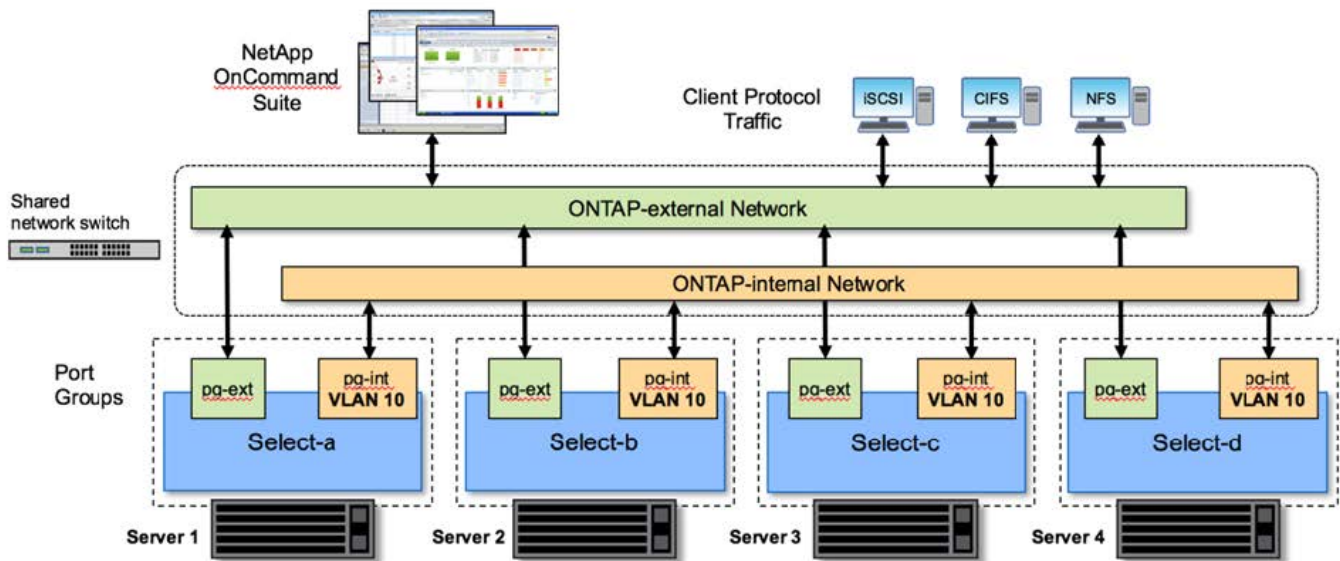 NetApp
OnCommand
Suite
Client Protocol
Traffic
iSCSI
CIFS
NFS
Shared
network switch
ONTAP-external Network
ONTAP-internal Network
Port
Groups
pg-ext
pg-int
VLAN 10
Select-a
pg-ext
pg-int
VLAN 10
Select-b
pg-ext
pg-int
VLAN 10
Select-c
pg-ext
pg-int
VLAN 10
Select-d
Server 1
Server 2
Server 3
Server 4